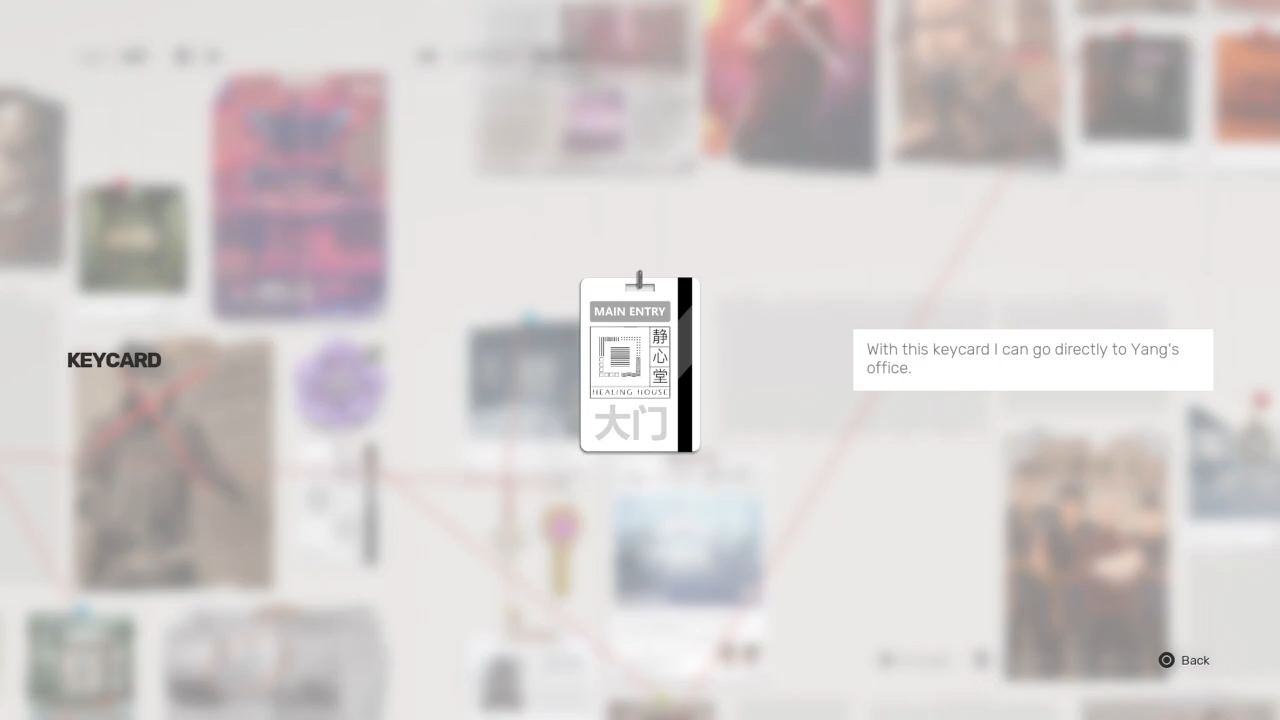 KEYCARD
MAIN ENTRY
静
心
堂
HEALING HOUSE
大门
With this keycard I can go directly to Yang's
office.
Back